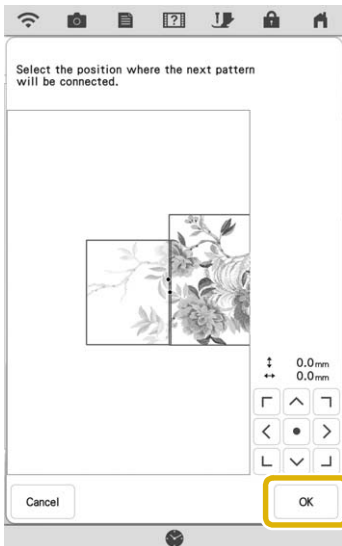 Select the position where the next pattern
will be connected.
0.0mm
0.0mm
Cancel
OK